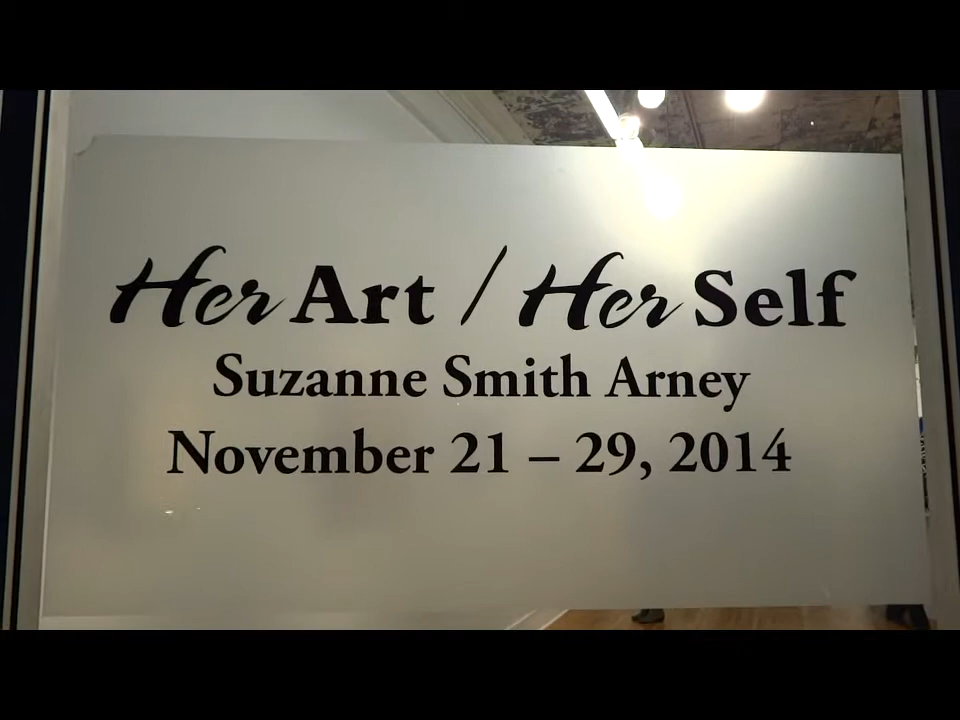 Her Art / Her Self
Suzanne Smith Arney
November 21 – 29, 2014